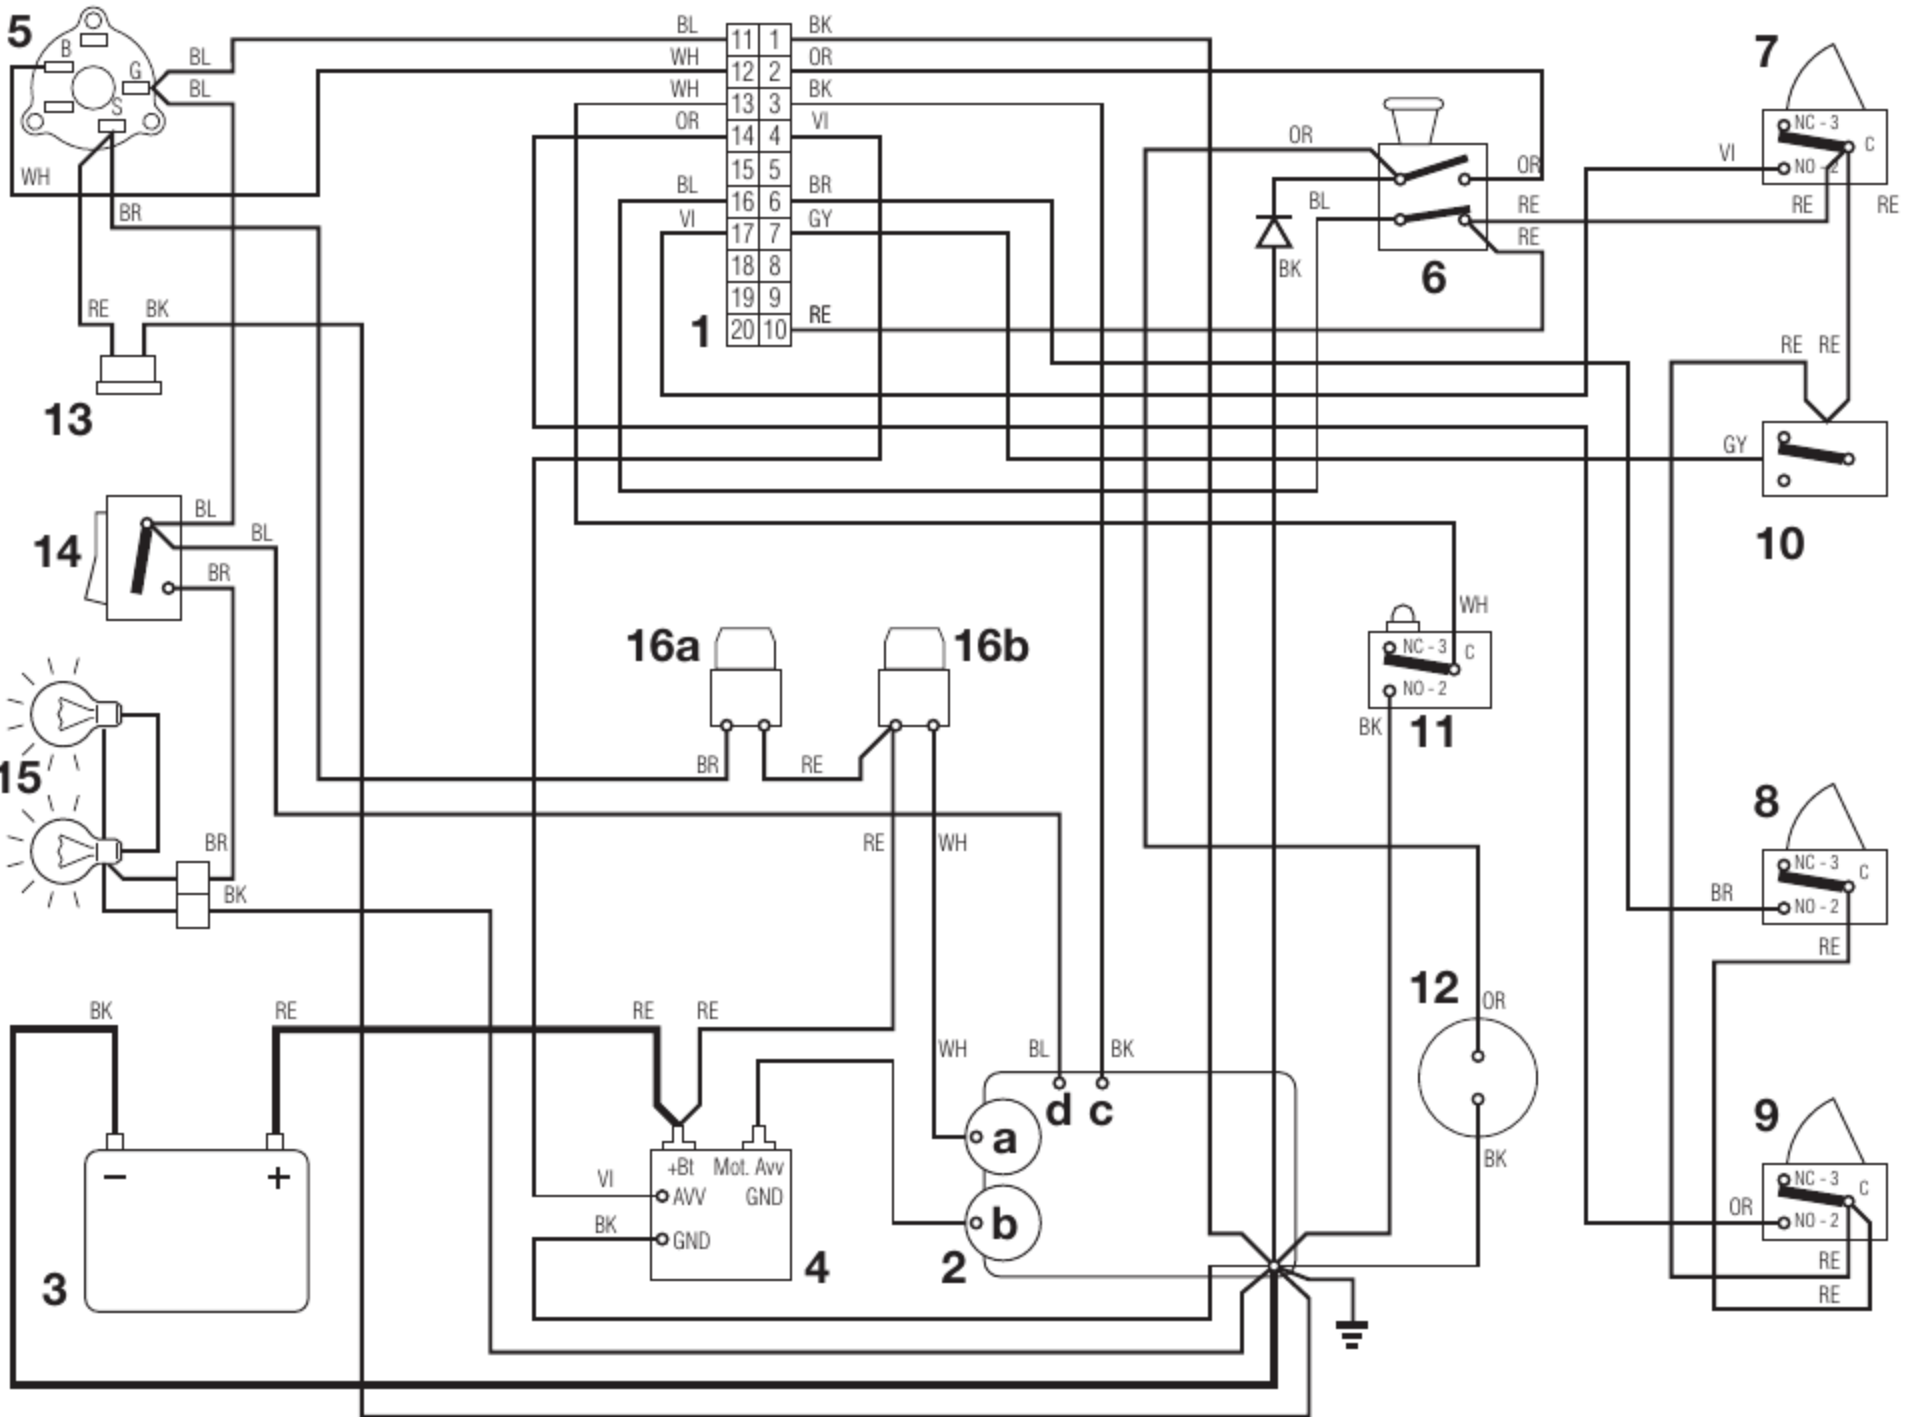 5
B
G
S
BL
BL
WH
BR
RE
BK
13
BL
WH
WH
OR
BL
VI
11 1
12 2
13 3
14 4
15 5
16 6
17 7
18 8
19 9
20 10
1
BK
OR
BK
VI
BR
GY
RE
OR
BL
BK
OR
RE
RE
6
7
NC - 3
C
NO - 2
VI
RE
RE
RE
RE
GY
10
14
BL
BL
BR
15
BR
BK
16a
16b
BR
RE
RE
WH
WH
NC - 3
C
NO - 2
BK
11
8
NC - 3
C
NO - 2
BR
RE
12
OR
BK
9
NC - 3
C
NO - 2
OR
RE
RE
BK
RE
− +
3
RE
RE
+Bt Mot. Avv
AVV GND
GND
VI
BK
4
WH
BL
BK
d c
a
b
2